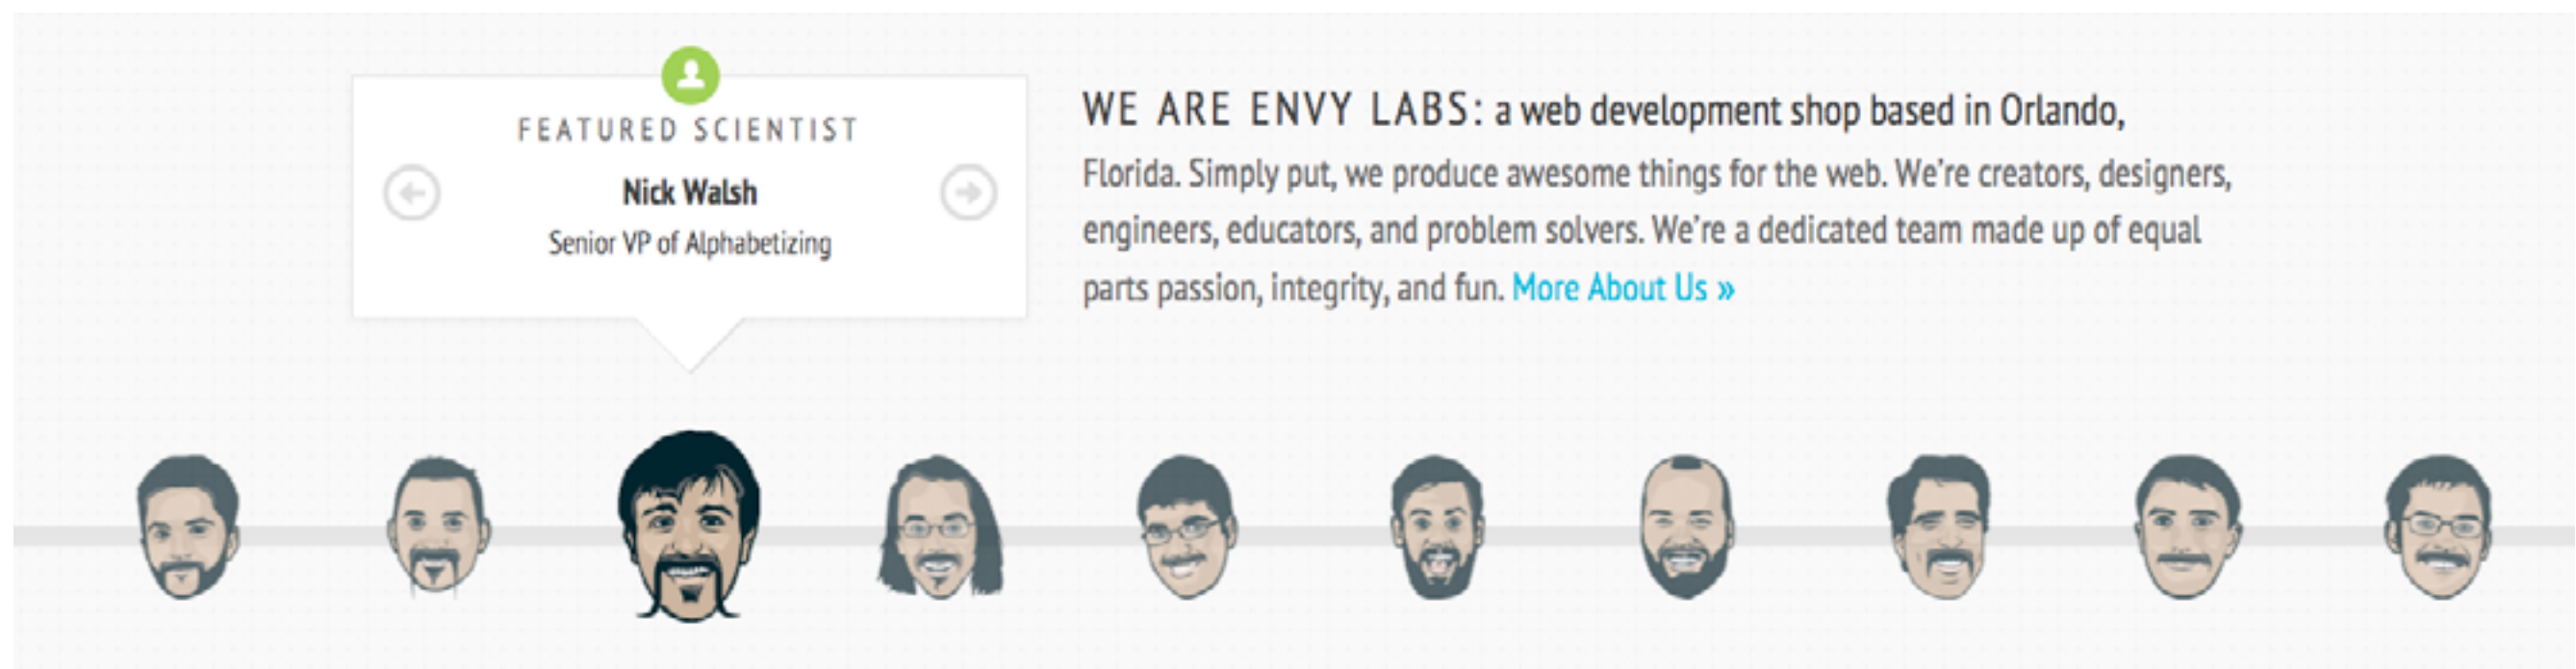 FEATURED SCIENTIST
Nick Walsh
Senior VP of Alphabetizing
WE ARE ENVY LABS: a web development shop based in Orlando,
Florida. Simply put, we produce awesome things for the web. We're creators, designers,
engineers, educators, and problem solvers. We're a dedicated team made up of equal
parts passion, integrity, and fun. More About Us »